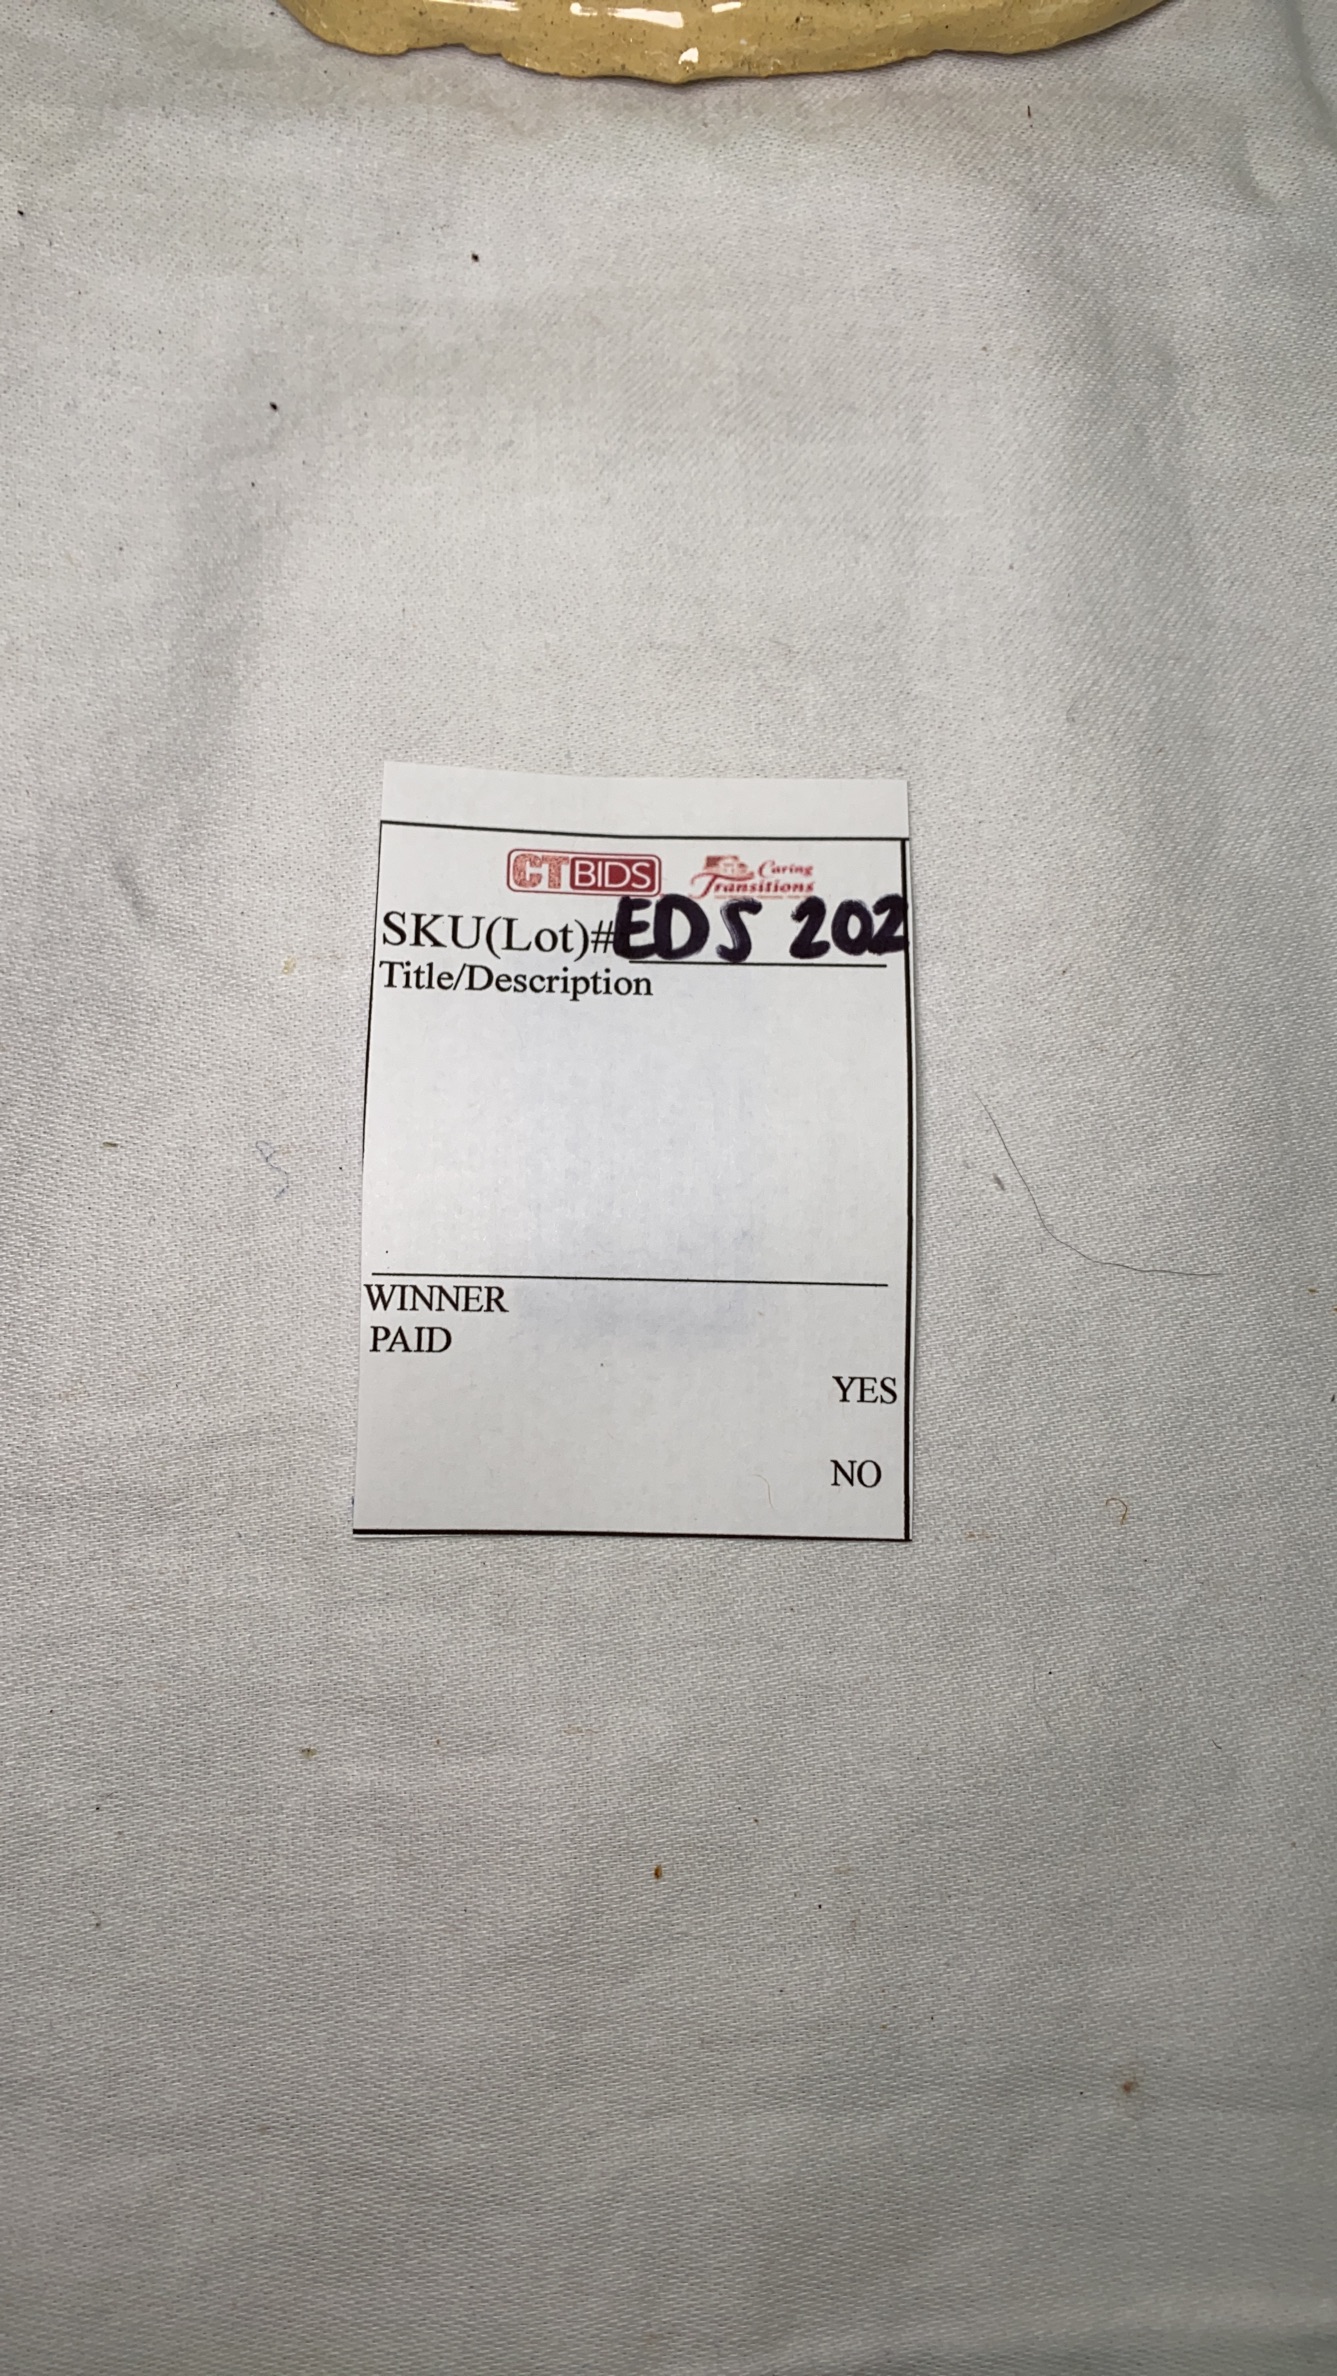 CTBIDS Caring
Transitions
SKU(Lot)#EDS 202
Title/Description
WINNER
PAID
YES
NO